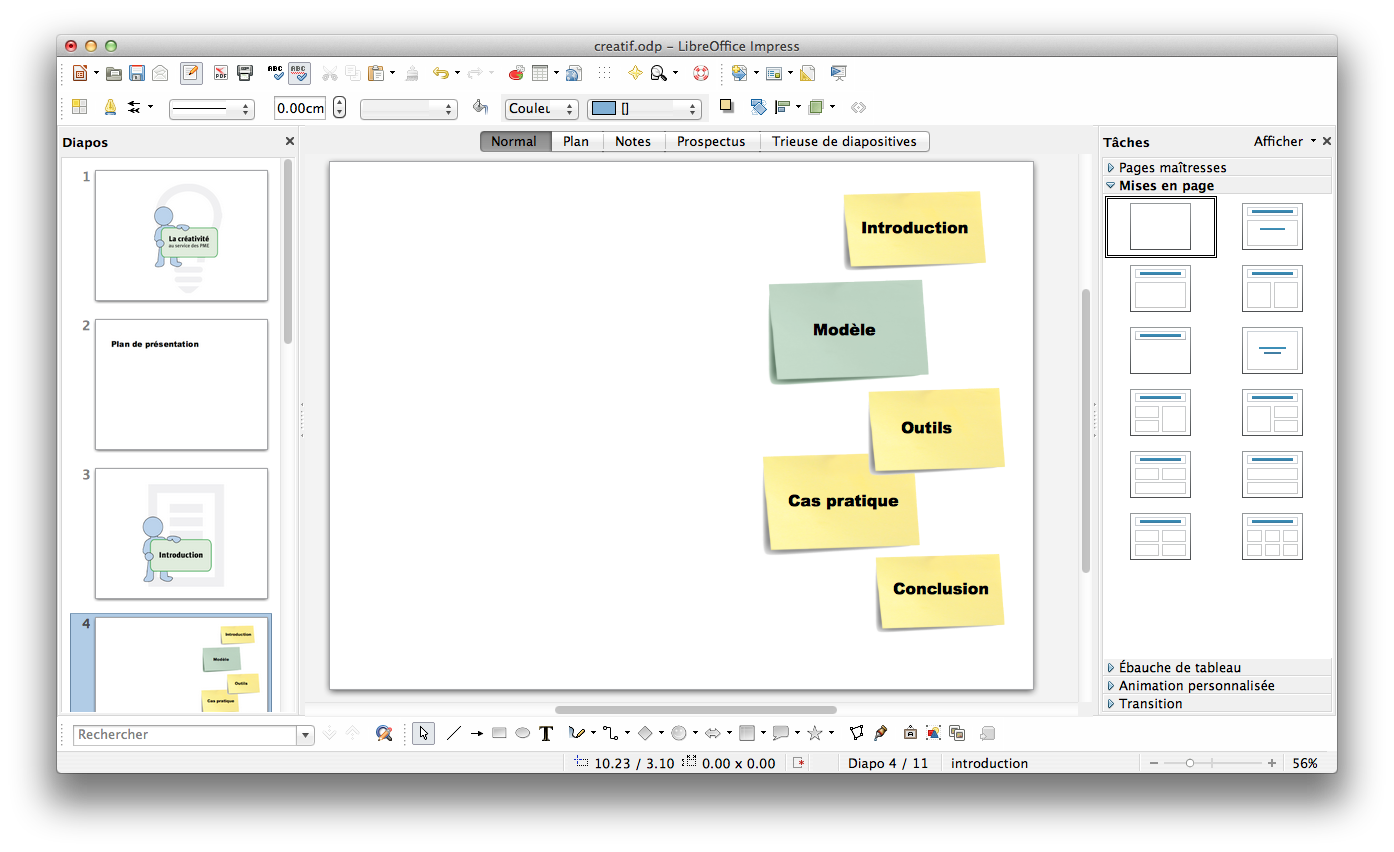 creatif.odp – LibreOffice Impress
PDF
ABC
ABC
0.00cm
Couleu
[]
Diapos
Normal
Plan
Notes
Prospectus
Trieuse de diapositives
Tâches
Afficher
1
La créativité
au service des PME
2
Plan de présentation
3
Introduction
4
Introduction
Modèle
Outils
Cas pratique
Introduction
Modèle
Outils
Cas pratique
Conclusion
Pages maîtresses
Mises en page
Ébauche de tableau
Animation personnalisée
Transition
Rechercher
T
10.23 / 3.10
0.00 x 0.00
Diapo 4 / 11
introduction
56%